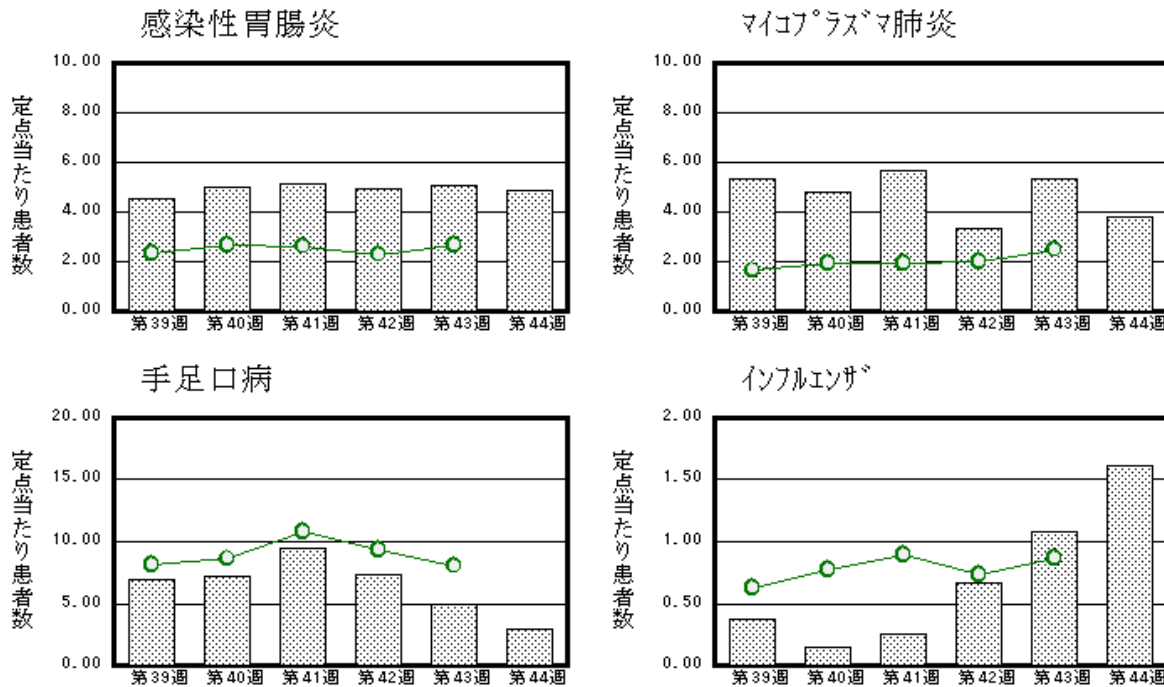 感染性胃腸炎
定点当たり患者数
10.00
8.00
6.00
4.00
2.00
0.00
第39週 第40週 第41週 第42週 第43週 第44週
ﾏｲｺﾌﾟﾗｽﾞﾏ肺炎
定点当たり患者数
10.00
8.00
6.00
4.00
2.00
0.00
第39週 第40週 第41週 第42週 第43週 第44週
手足口病
定点当たり患者数
20.00
15.00
10.00
5.00
0.00
第39週 第40週 第41週 第42週 第43週 第44週
ｲﾝﾌﾙｴﾝｻﾞ
定点当たり患者数
2.00
1.50
1.00
0.50
0.00
第39週 第40週 第41週 第42週 第43週 第44週